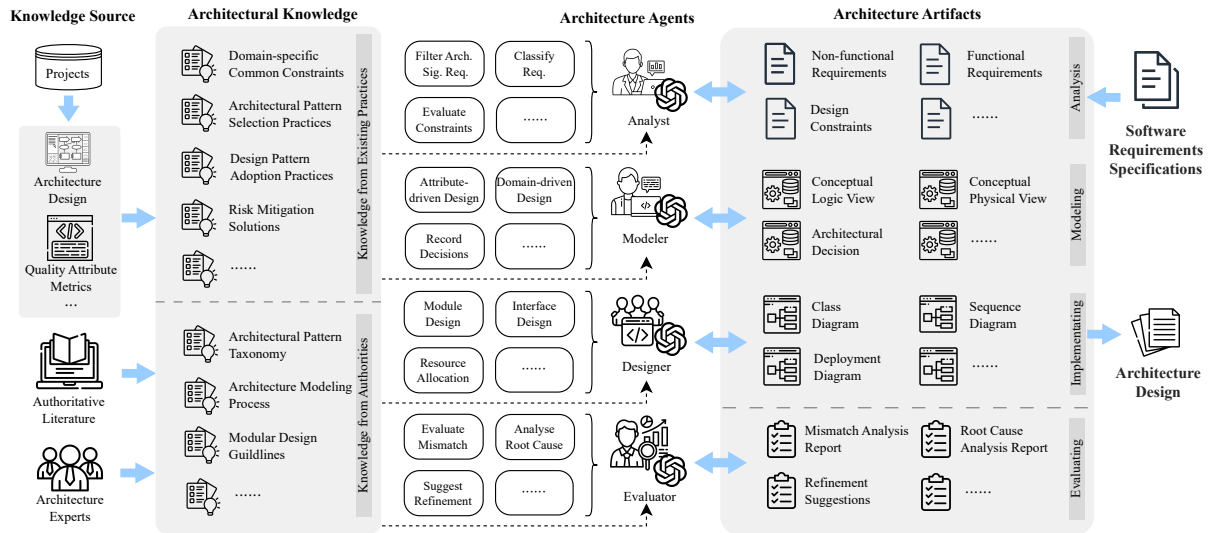 Knowledge Source
Projects
Architecture
Design
Quality Attribute
Metrics
...
Authoritative
Literature
Architecture
Experts
Architectural Knowledge
Domain-specific
Common Constraints
Architectural Pattern
Selection Practices
Design Pattern
Adoption Practices
Risk Mitigation
Solutions
......
Knowledge from Existing Practices
Architectural Pattern
Taxonomy
Architecture Modeling
Process
Modular Design
Guildlines
......
Knowledge from Authorities
Architecture Agents
Filter Arch.
Sig. Req.
Classify
Req.
Evaluate
Constraints
......
Analyst
Attribute-
driven Design
Domain-driven
Design
Record
Decisions
......
Modeler
Module
Design
Interface
Deisgn
Resource
Allocation
......
Designer
Evaluate
Mismatch
Analyse
Root Cause
Suggest
Refinement
......
Evaluator
Architecture Artifacts
Non-functional
Requirements
Functional
Requirements
Design
Constraints
......
Analysis
Conceptual
Logic View
Conceptual
Physical View
Architectural
Decision
......
Modeling
Class
Diagram
Sequence
Diagram
Deployment
Diagram
......
Implementating
Mismatch Analysis
Report
Root Cause
Analysis Report
Refinement
Suggestions
......
Evaluating
Software
Requirements
Specifications
Architecture
Design